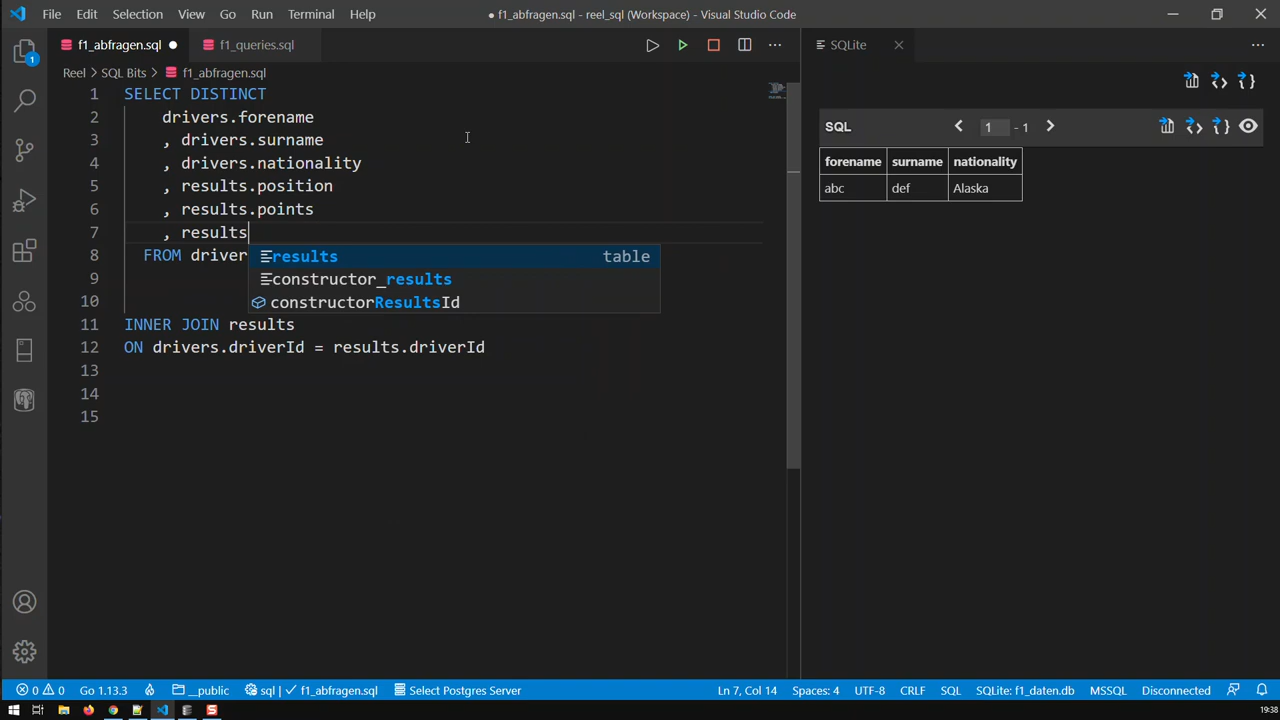 File Edit Selection View Go Run Terminal Help
● f1_abfragen.sql - reel_sql (Workspace) - Visual Studio Code
f1_abfragen.sql ●
f1_queries.sql
SQLite
Reel > SQL Bits > f1_abfragen.sql
1 SELECT DISTINCT
2 drivers.forename
3 , drivers.surname
4 , drivers.nationality
5 , results.position
6 , results.points
7 , results
8 FROM driver
9
10
11 INNER JOIN results
12 ON drivers.driverId = results.driverId
13
14
15
results table
constructor_results
constructorResultsId
SQL
1 - 1
forename surname nationality
abc def Alaska
1
0 0 Go 1.13.3 __public sql | ✓ f1_abfragen.sql Select Postgres Server
Ln 7, Col 14 Spaces: 4 UTF-8 CRLF SQL SQLite: f1_daten.db MSSQL Disconnected
19:38